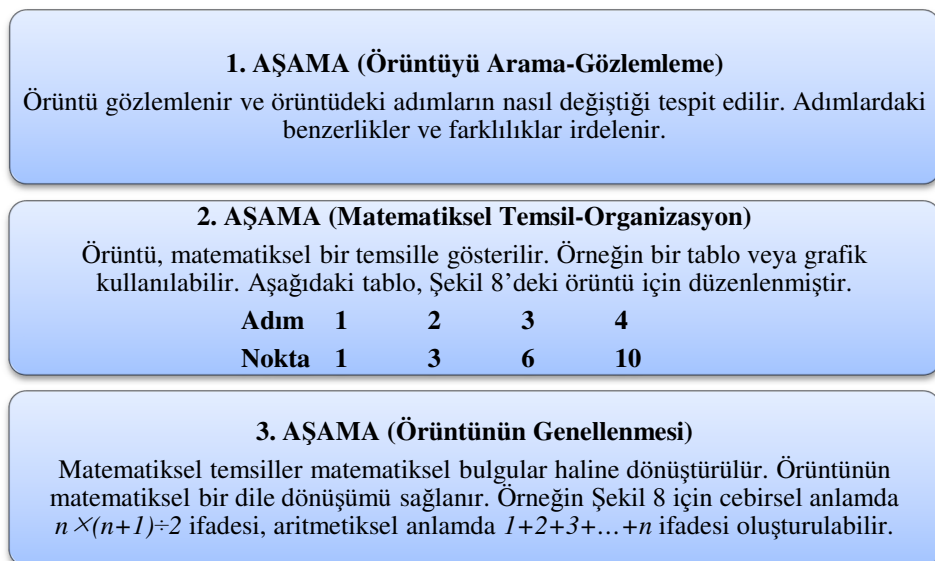 1. AŞAMA (Örüntüyü Arama-Gözlemleme)
Örüntü gözlemlenir ve örüntüdeki adımların nasıl değiştiği tespit edilir. Adımlardaki
benzerlikler ve farklılıklar irdelenir.
2. AŞAMA (Matematiksel Temsil-Organizasyon)
Örüntü, matematiksel bir temsille gösterilir. Örneğin bir tablo veya grafik
kullanılabilir. Aşağıdaki tablo, Şekil 8’deki örüntü için düzenlenmiştir.
Adım 1 2 3 4
Nokta 1 3 6 10
3. AŞAMA (Örüntünün Genellenmesi)
Matematiksel temsiller matematiksel bulgular haline dönüştürülür. Örüntünün
matematiksel bir dile dönüşümü sağlanır. Örneğin Şekil 8 için cebirsel anlamda
n×(n+1)÷2 ifadesi, aritmetiksel anlamda 1+2+3+…+n ifadesi oluşturulabilir.